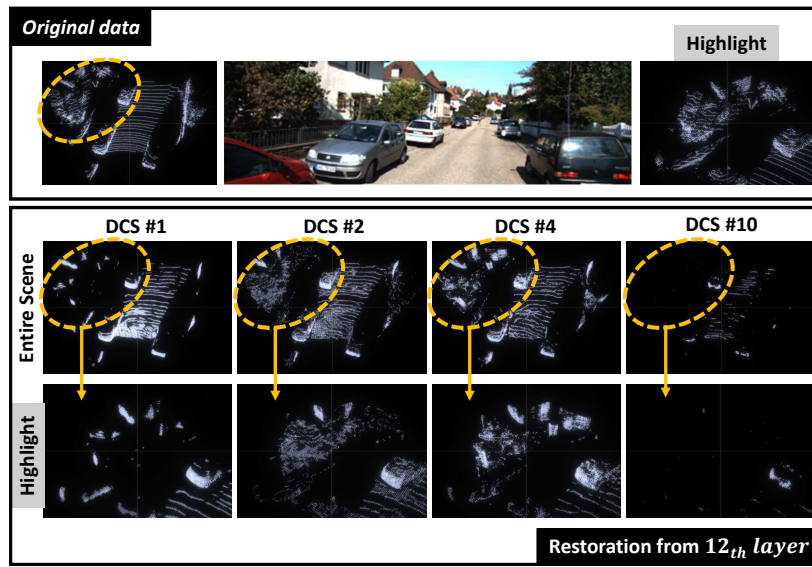 Original data
Highlight
DCS #1
DCS #2
DCS #4
DCS #10
Entire Scene
Highlight
Restoration from 12th layer